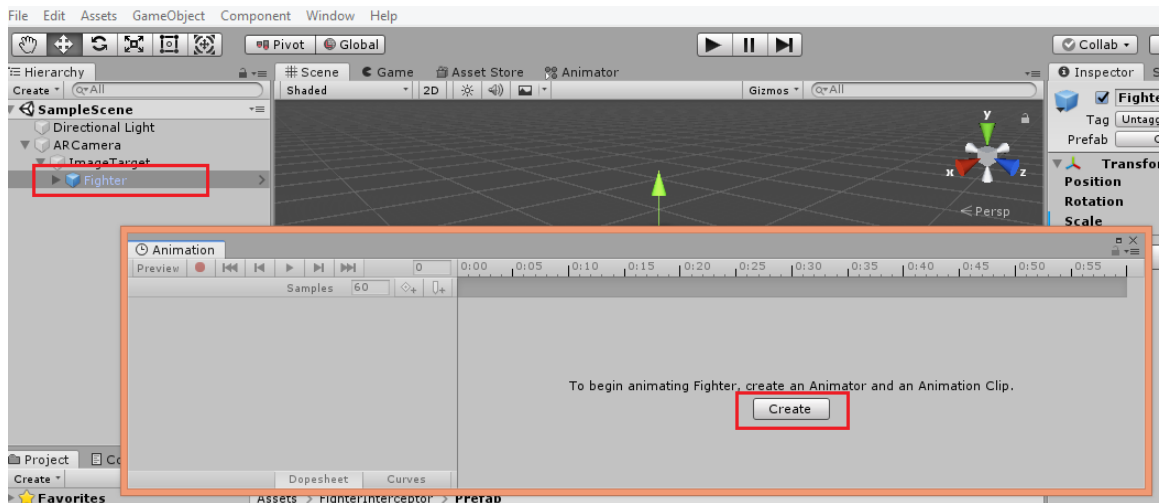 File Edit Assets GameObject Component Window Help
Pivot Global Collab
Hierarchy # Scene Game Asset Store Animator Inspector
Create All Shaded 2D Gizmos All
SampleScene
Directional Light Tag
ARCamera Prefab
ImageTarget
Fighter
y
x z
Persp
Position
Rotation
Scale
Animation
Preview 0 0:00 0:05 0:10 0:15 0:20 0:25 0:30 0:35 0:40 0:45 0:50 0:55
Samples 60
To begin animating Fighter, create an Animator and an Animation Clip.
Create
Project
Create Dopesheet Curves
Favorites Assets > FighterInterceptor > Prefab